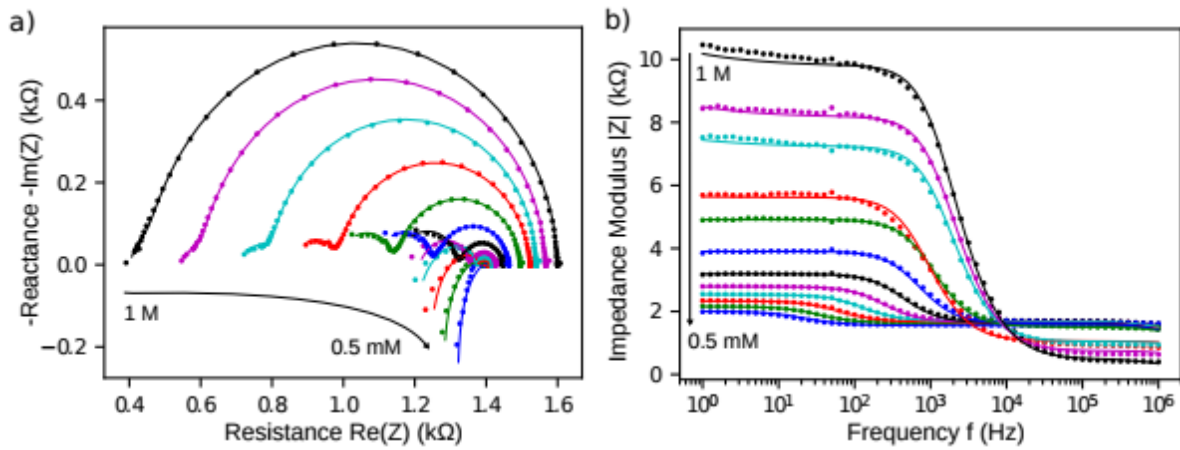 a)
-Reactance -Im(Z) (kΩ)
0.4
0.2
0.0
−0.2
1 M
0.5 mM
0.4 0.6 0.8 1.0 1.2 1.4 1.6
Resistance Re(Z) (kΩ)
b)
Impedance Modulus |Z| (kΩ)
10
8
6
4
2
0
1 M
0.5 mM
10⁰ 10¹ 10² 10³ 10⁴ 10⁵ 10⁶
Frequency f (Hz)